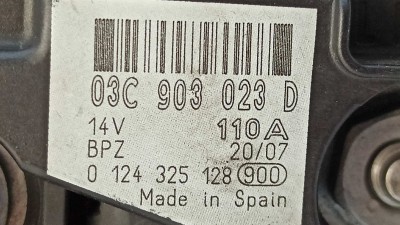 03C 903 023 D
14V 110A
BPZ 20/07
0 124 325 128 900
Made in Spain